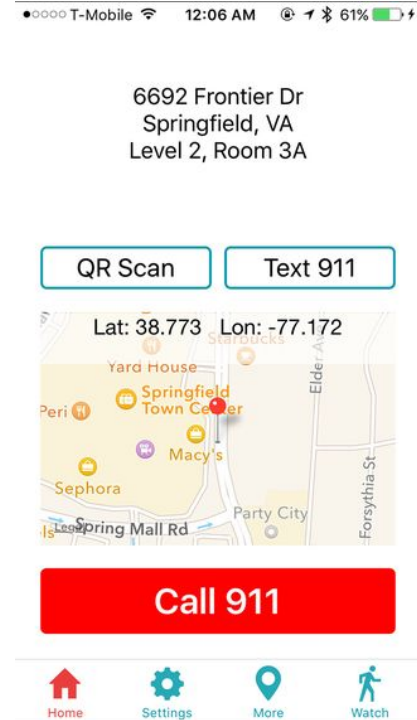 T-Mobile 12:06 AM 61%
6692 Frontier Dr
Springfield, VA
Level 2, Room 3A
QR Scan Text 911
Lat: 38.773 Lon: -77.172
Starbucks
Yard House
Elder Av
Springfield
Town Center
Peri
Macy's
Sephora
Forsythia St
Party City
Legal
Spring Mall Rd
Call 911
Home Settings More Watch